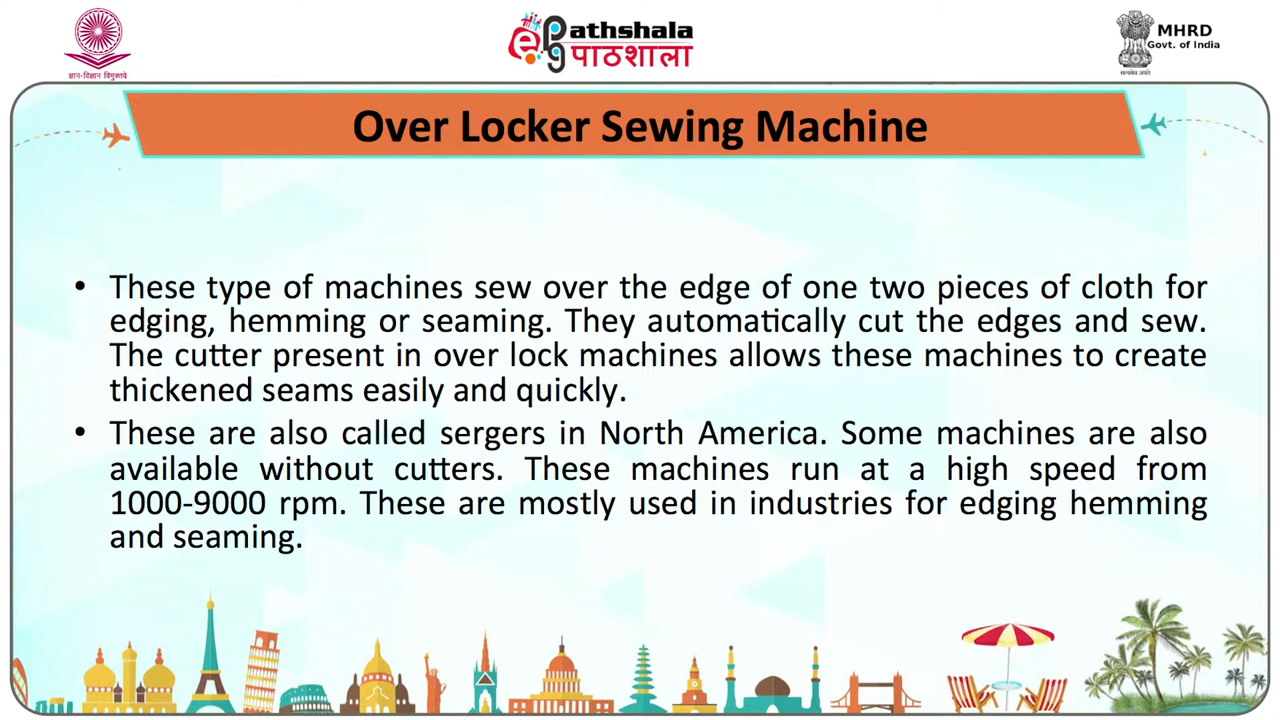 ज्ञान-विज्ञान विमुक्तये
ePg Pathshala
पाठशाला
MHRD
Govt. of India
सत्यमेव जयते
Over Locker Sewing Machine
• These type of machines sew over the edge of one two pieces of cloth for
edging, hemming or seaming. They automatically cut the edges and sew.
The cutter present in over lock machines allows these machines to create
thickened seams easily and quickly.
• These are also called sergers in North America. Some machines are also
available without cutters. These machines run at a high speed from
1000-9000 rpm. These are mostly used in industries for edging hemming
and seaming.